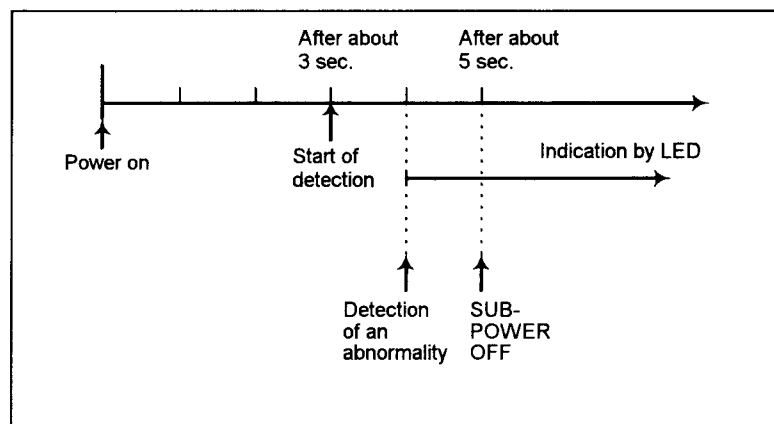 After about
3 sec.
After about
5 sec.
Power on
Start of
detection
Indication by LED
Detection
of an
abnormality
SUB-
POWER
OFF